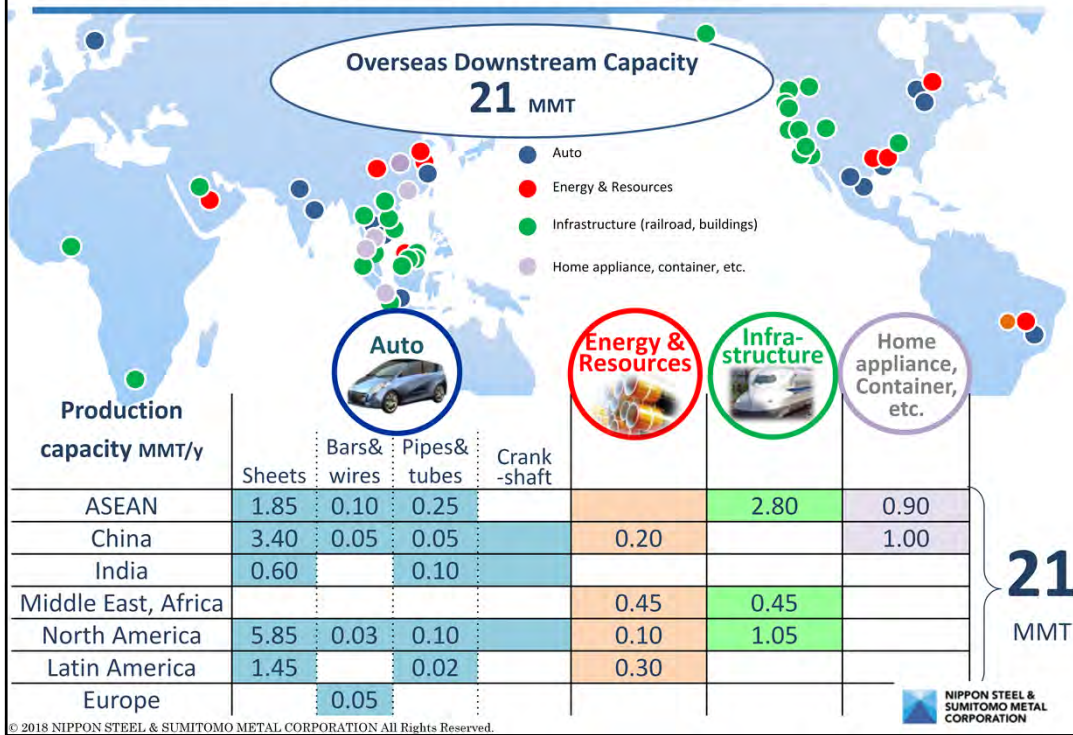 Overseas Downstream Capacity
21 MMT
Auto
Energy & Resources
Infrastructure (railroad, buildings)
Home appliance, container, etc.
Auto
Energy &
Resources
Infra-
structure
Home
appliance,
Container,
etc.
Production
capacity MMT/y
Sheets
Bars&
wires
Pipes&
tubes
Crank
-shaft
ASEAN 1.85 0.10 0.25 2.80 0.90
China 3.40 0.05 0.05 0.20 1.00
India 0.60 0.10
Middle East, Africa 0.45 0.45
North America 5.85 0.03 0.10 0.10 1.05
Latin America 1.45 0.02 0.30
Europe 0.05
21
MMT
NIPPON STEEL &
SUMITOMO METAL
CORPORATION
© 2018 NIPPON STEEL & SUMITOMO METAL CORPORATION All Rights Reserved.